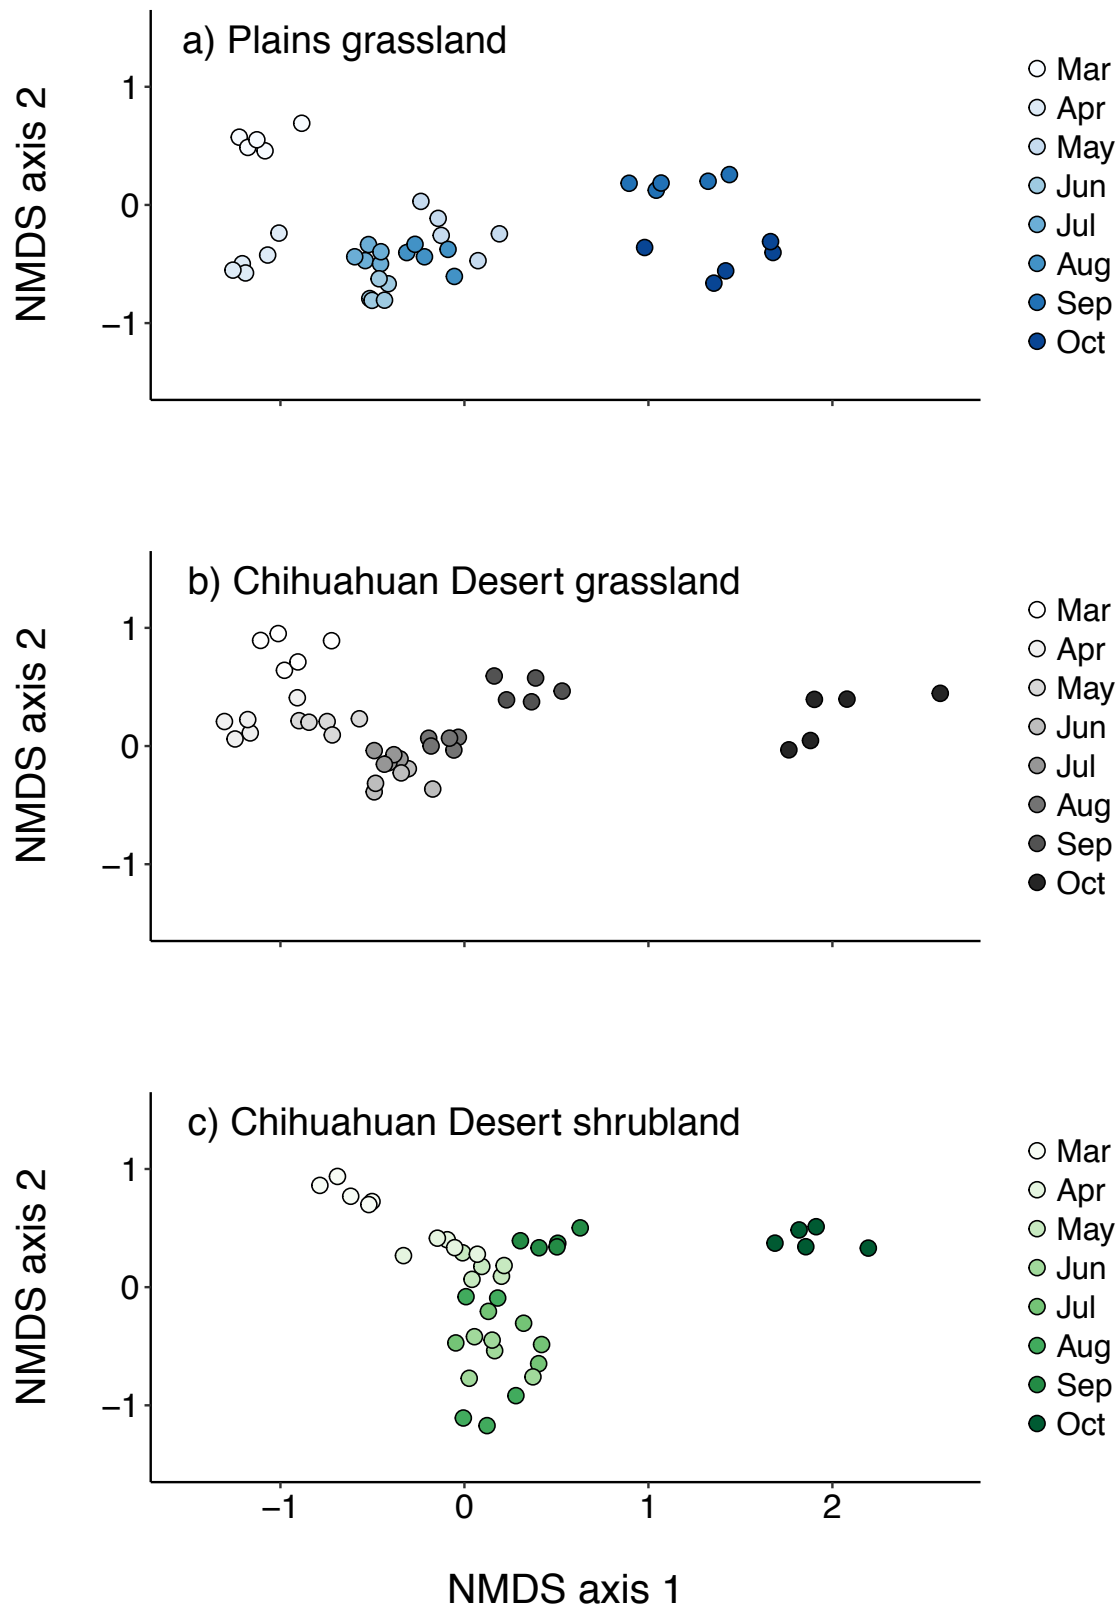 a) Plains grassland
NMDS axis 2
1
0
−1
Mar
Apr
May
Jun
Jul
Aug
Sep
Oct
b) Chihuahuan Desert grassland
NMDS axis 2
1
0
−1
Mar
Apr
May
Jun
Jul
Aug
Sep
Oct
c) Chihuahuan Desert shrubland
NMDS axis 2
1
0
−1
Mar
Apr
May
Jun
Jul
Aug
Sep
Oct
−1 0 1 2
NMDS axis 1